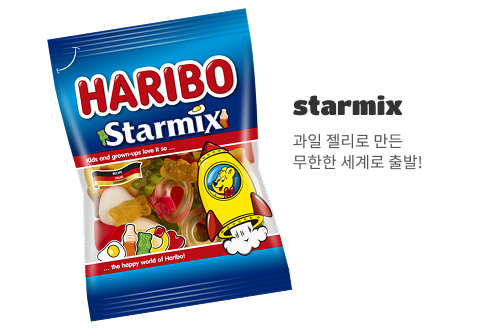 HARIBO
Starmix
Kids and grown-ups love it so ...
... the happy world of Haribo!
starmix
과일 젤리로 만든
무한한 세계로 출발!